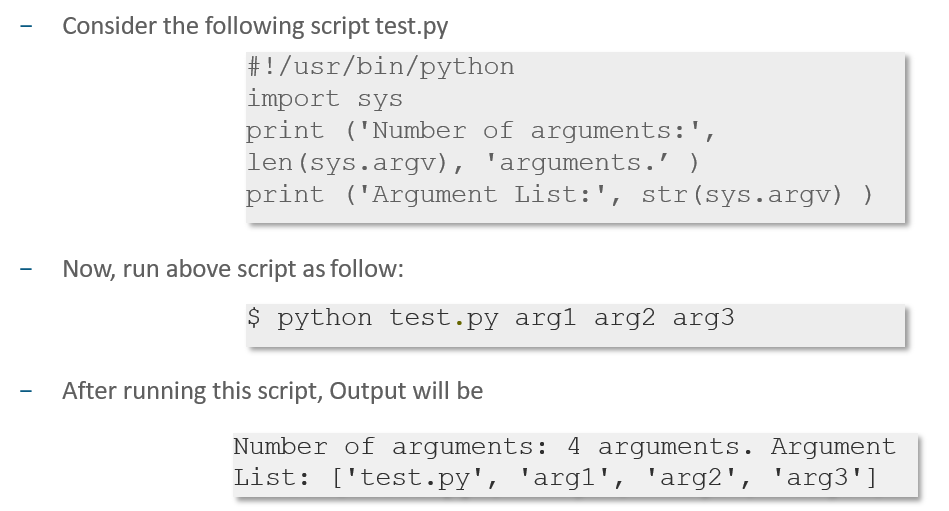 – Consider the following script test.py
#!/usr/bin/python
import sys
print ('Number of arguments:',
len(sys.argv), 'arguments.’ )
print ('Argument List:', str(sys.argv) )
– Now, run above script as follow:
$ python test.py arg1 arg2 arg3
– After running this script, Output will be
Number of arguments: 4 arguments. Argument
List: ['test.py', 'arg1', 'arg2', 'arg3']